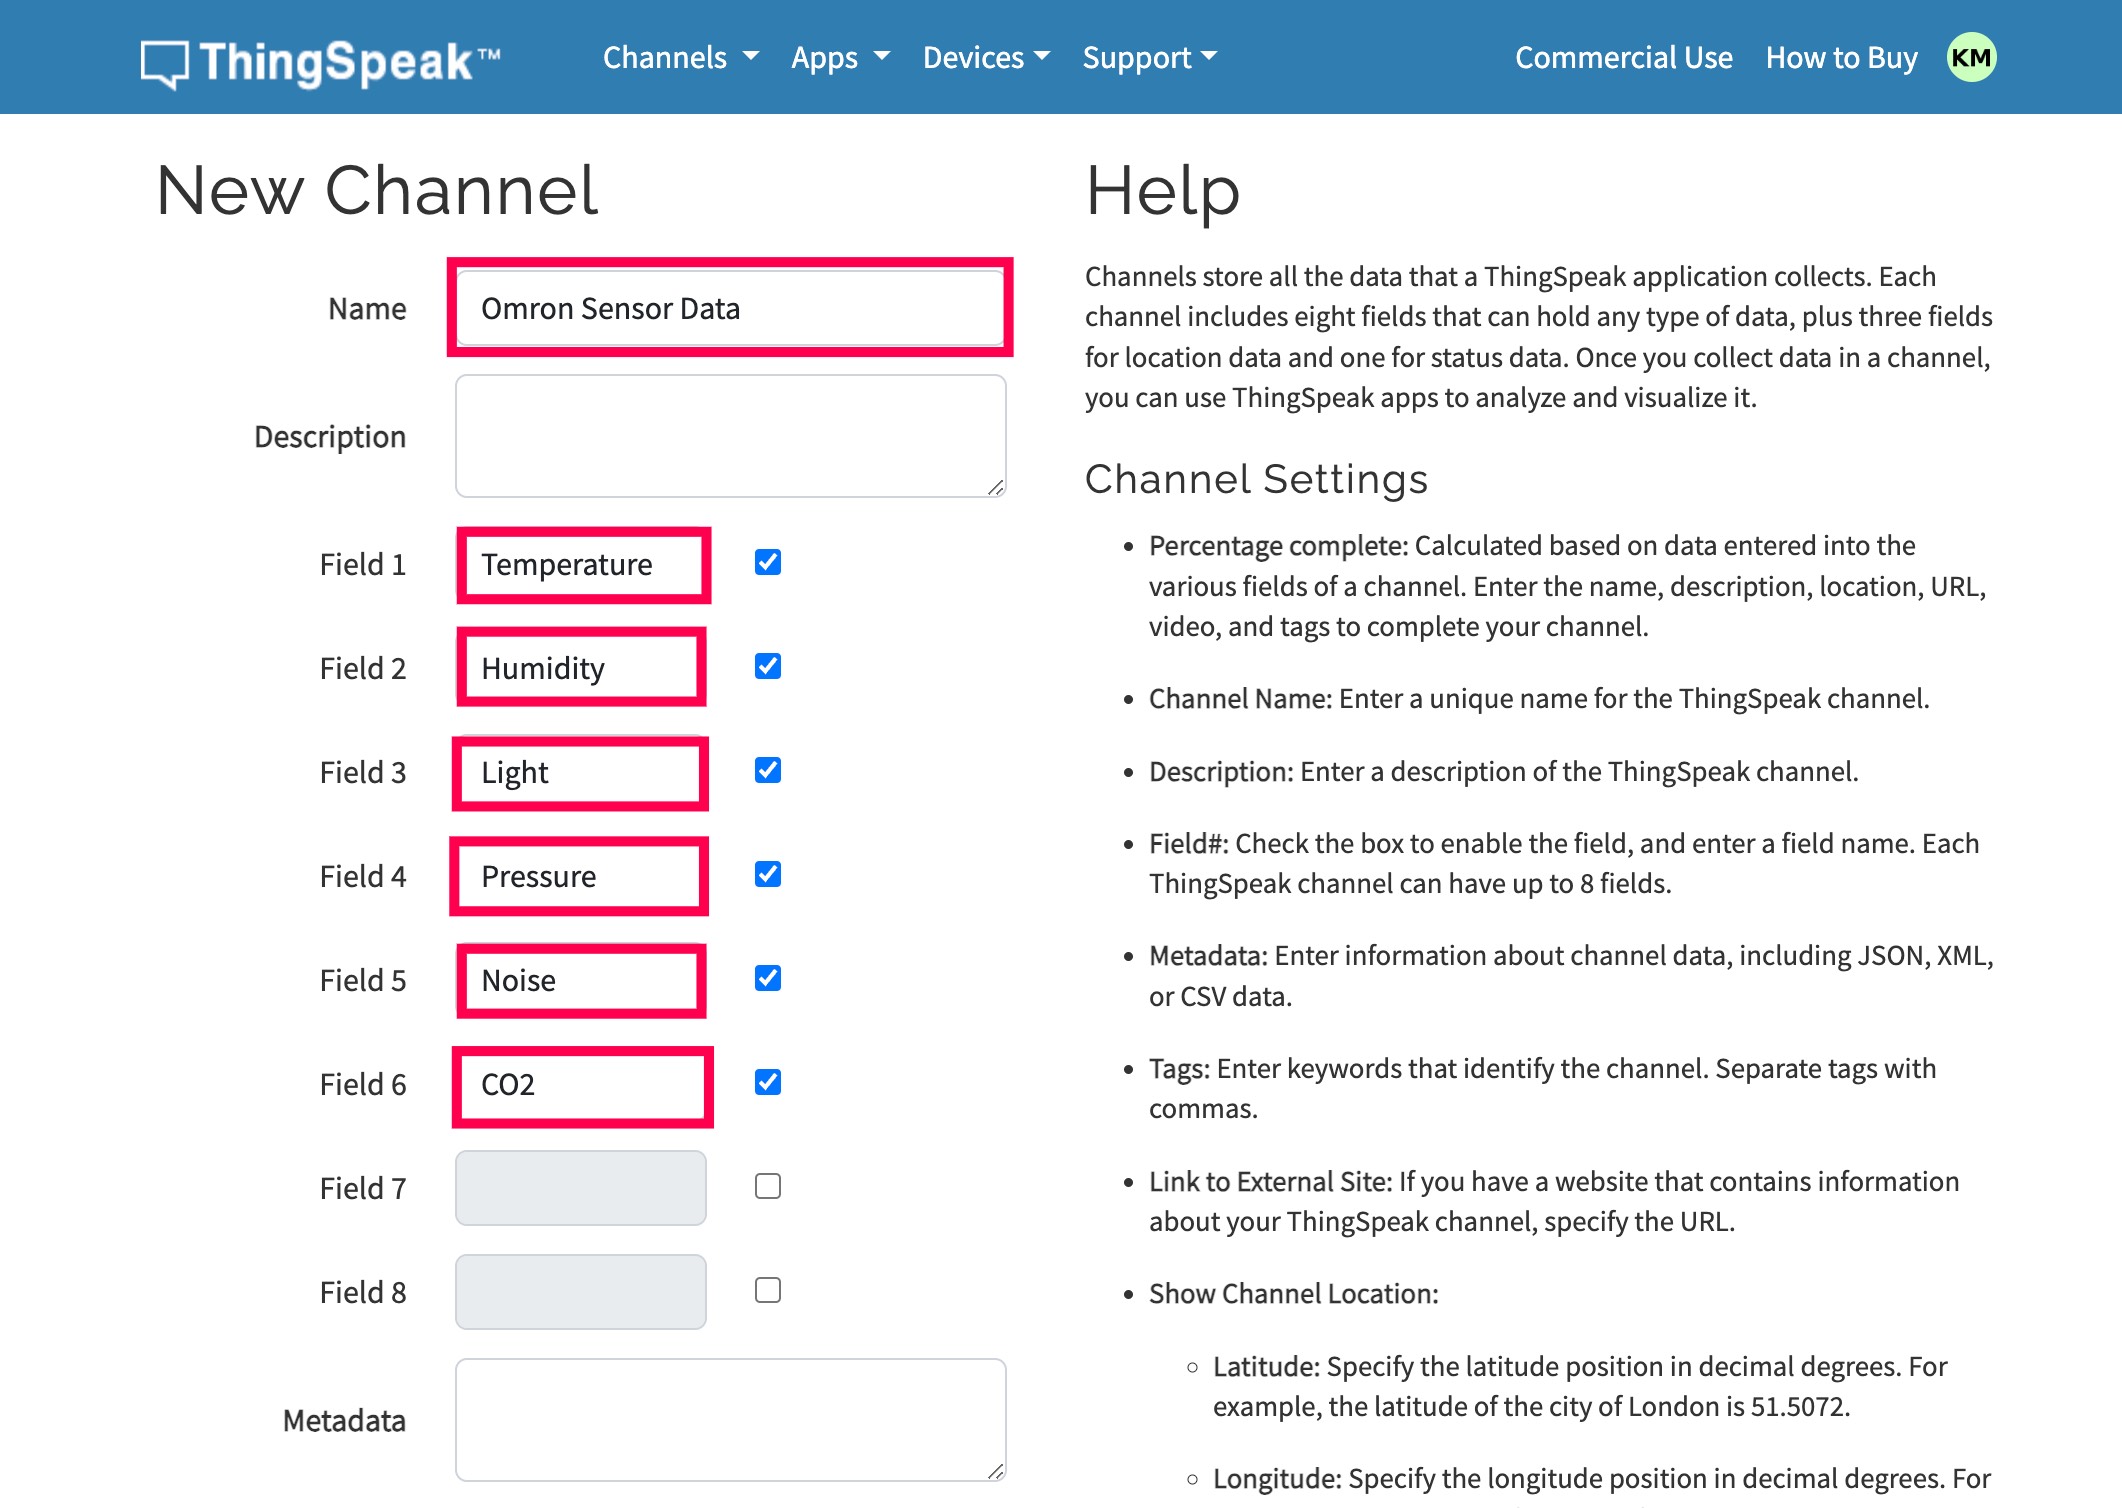 ThingSpeak™
Channels
Apps
Devices
Support
Commercial Use
How to Buy
KM
New Channel
Name
Omron Sensor Data
Description
Field 1
Temperature
Field 2
Humidity
Field 3
Light
Field 4
Pressure
Field 5
Noise
Field 6
CO2
Field 7
Field 8
Metadata
Help
Channels store all the data that a ThingSpeak application collects. Each
channel includes eight fields that can hold any type of data, plus three fields
for location data and one for status data. Once you collect data in a channel,
you can use ThingSpeak apps to analyze and visualize it.
Channel Settings
• Percentage complete: Calculated based on data entered into the
various fields of a channel. Enter the name, description, location, URL,
video, and tags to complete your channel.
• Channel Name: Enter a unique name for the ThingSpeak channel.
• Description: Enter a description of the ThingSpeak channel.
• Field#: Check the box to enable the field, and enter a field name. Each
ThingSpeak channel can have up to 8 fields.
• Metadata: Enter information about channel data, including JSON, XML,
or CSV data.
• Tags: Enter keywords that identify the channel. Separate tags with
commas.
• Link to External Site: If you have a website that contains information
about your ThingSpeak channel, specify the URL.
• Show Channel Location:
◦ Latitude: Specify the latitude position in decimal degrees. For
example, the latitude of the city of London is 51.5072.
◦ Longitude: Specify the longitude position in decimal degrees. For